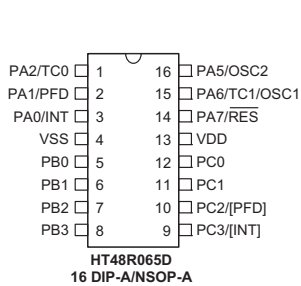 PA2/TC0 1 16 PA5/OSC2
PA1/PFD 2 15 PA6/TC1/OSC1
PA0/INT 3 14 PA7/RES
VSS 4 13 VDD
PB0 5 12 PC0
PB1 6 11 PC1
PB2 7 10 PC2/[PFD]
PB3 8 9 PC3/[INT]
HT48R065D
16 DIP-A/NSOP-A